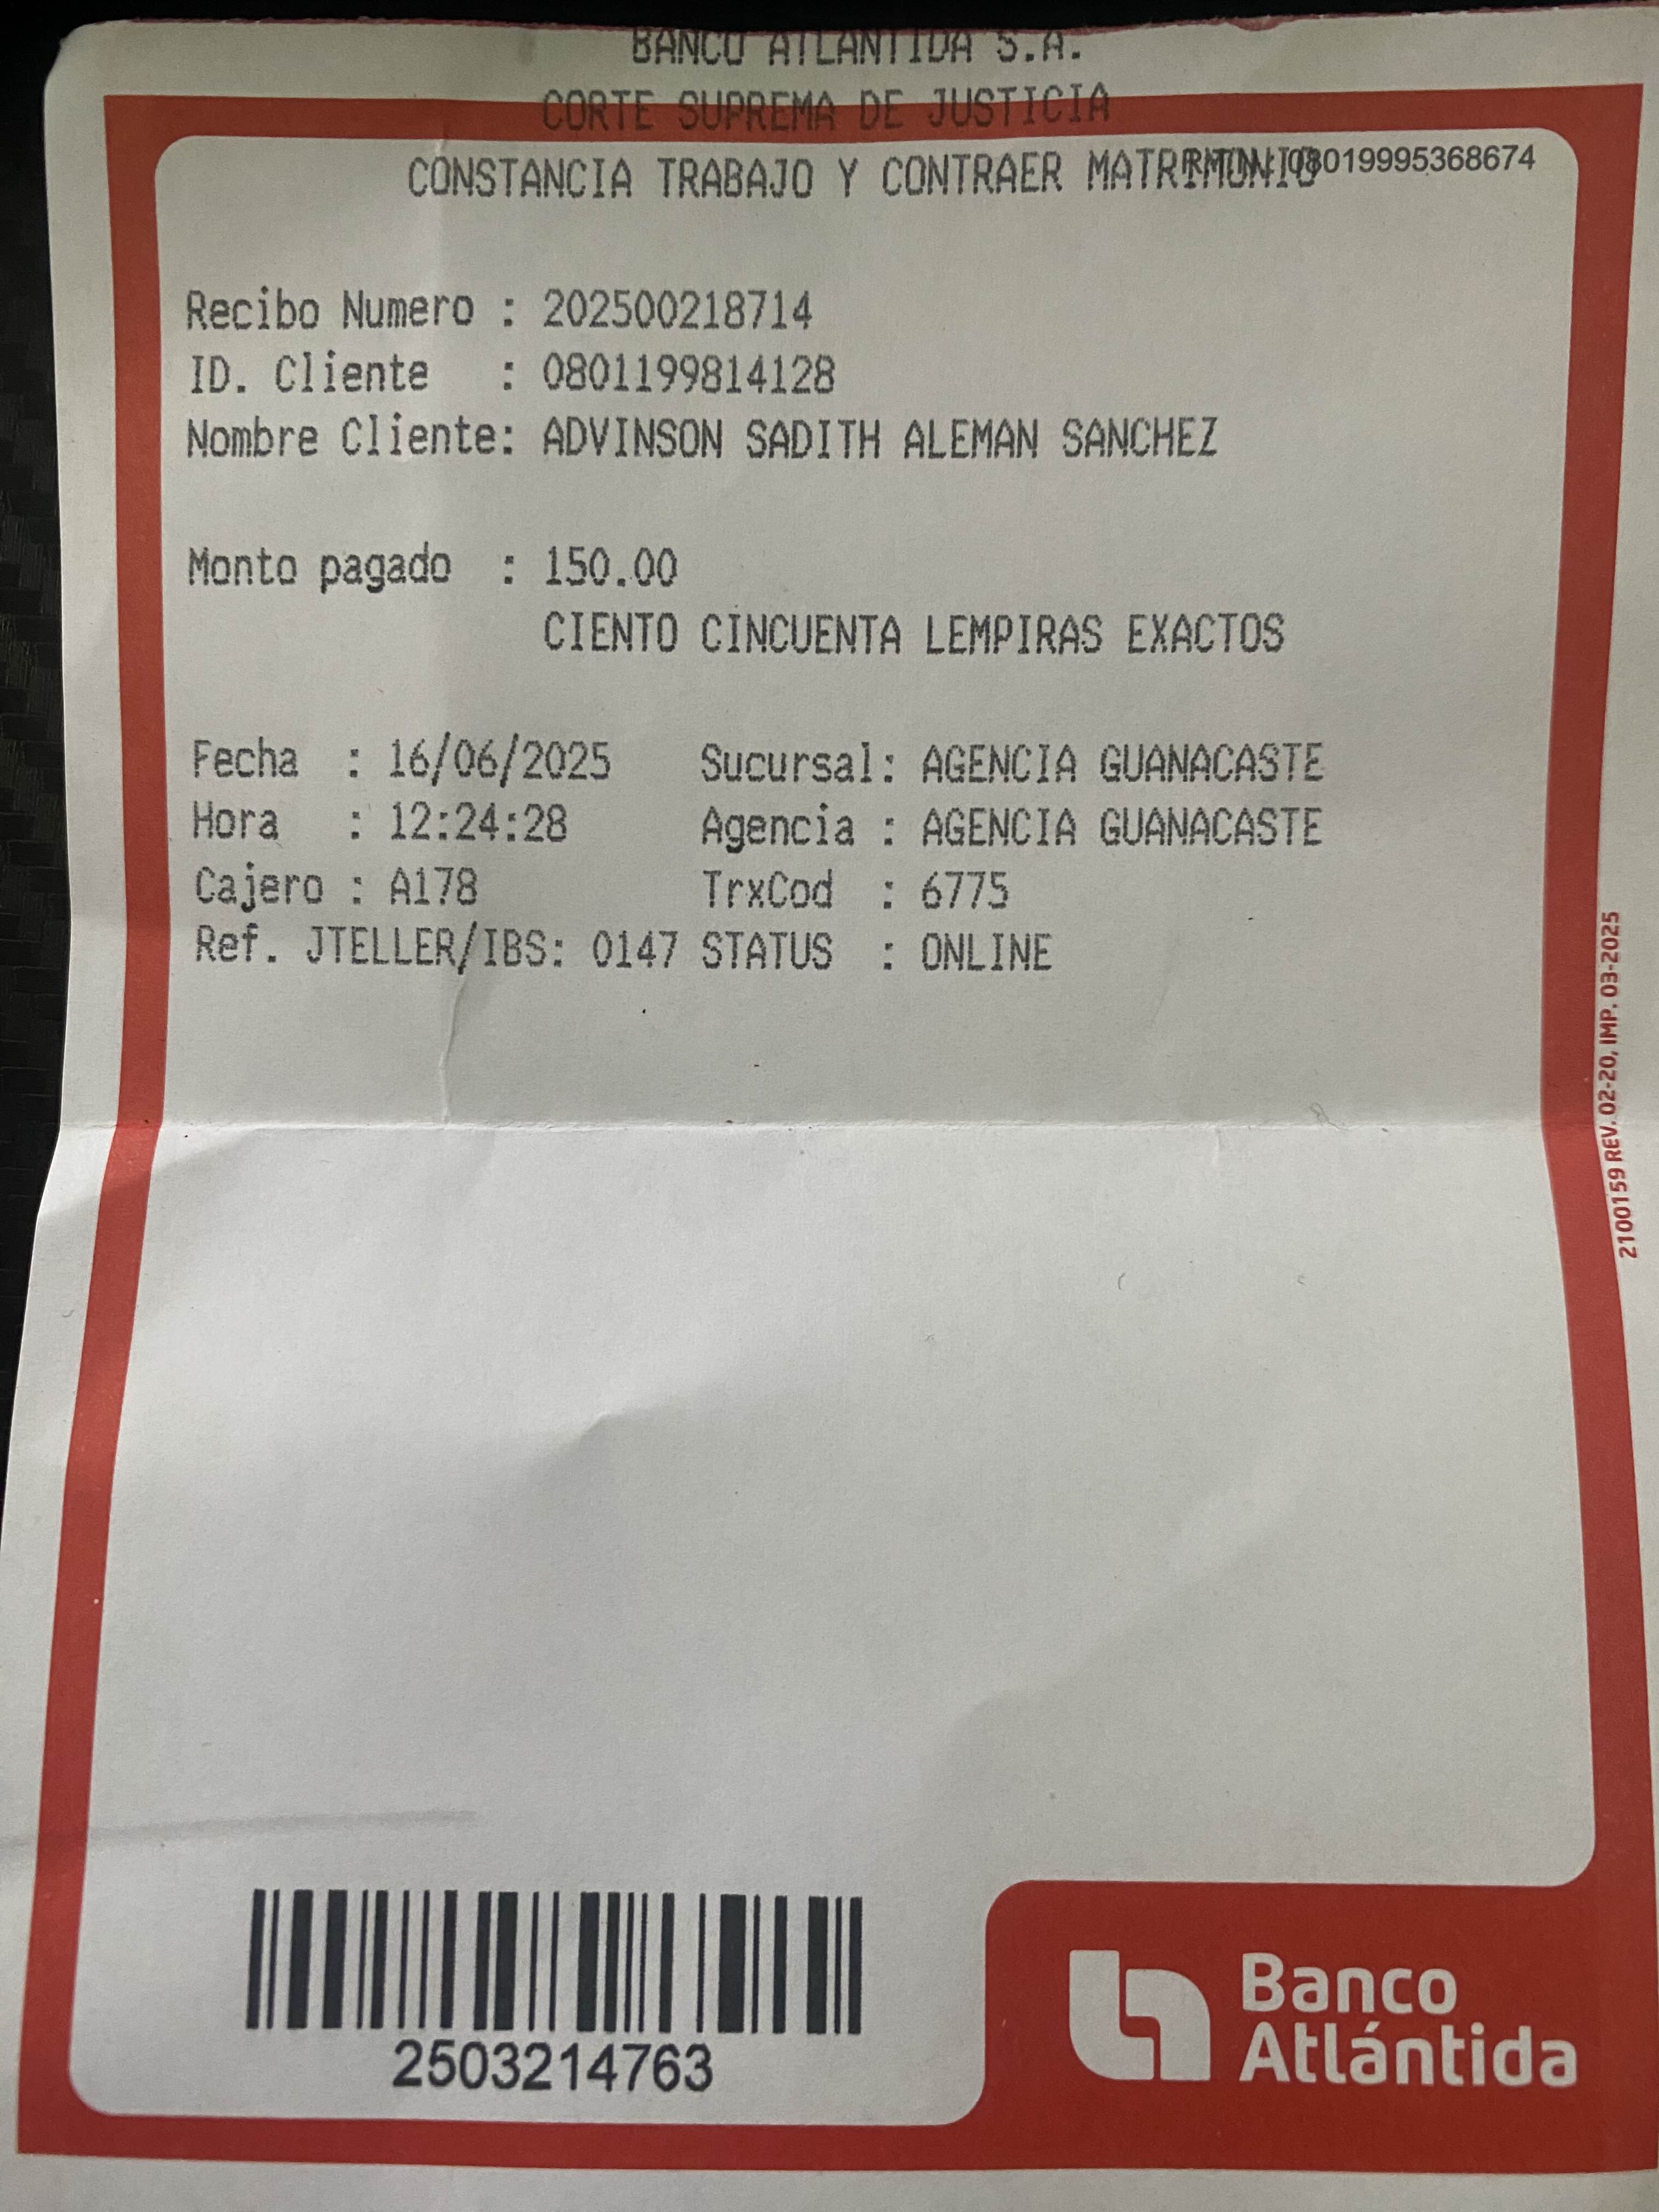 BANCO ATLANTIDA S.A.
CORTE SUPREMA DE JUSTICIA
CONSTANCIA TRABAJO Y CONTRAER MATRIMONIO
08019995368674
Recibo Numero : 202500218714
ID. Cliente : 0801199814128
Nombre Cliente: ADVINSON SADITH ALEMAN SANCHEZ
Monto pagado : 150.00
CIENTO CINCUENTA LEMPIRAS EXACTOS
Fecha : 16/06/2025 Sucursal: AGENCIA GUANACASTE
Hora : 12:24:28 Agencia : AGENCIA GUANACASTE
Cajero : A178 TrxCod : 6775
Ref. JTELLER/IBS: 0147 STATUS : ONLINE
2100159 REV. 02-20, IMP. 03-2025
2503214763
Banco
Atlántida